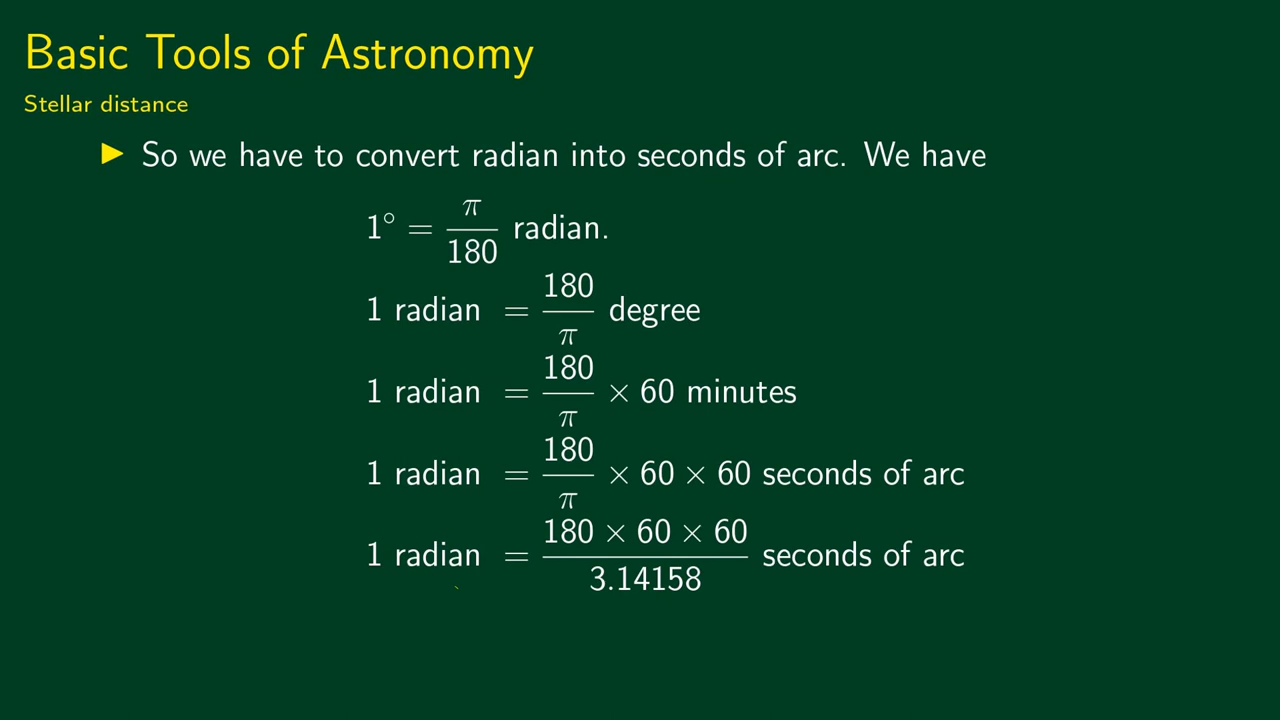 Basic Tools of Astronomy
Stellar distance
▶ So we have to convert radian into seconds of arc. We have
1° = π/180 radian.
1 radian = 180/π degree
1 radian = 180/π × 60 minutes
1 radian = 180/π × 60 × 60 seconds of arc
1 radian = 180 × 60 × 60/3.14158 seconds of arc